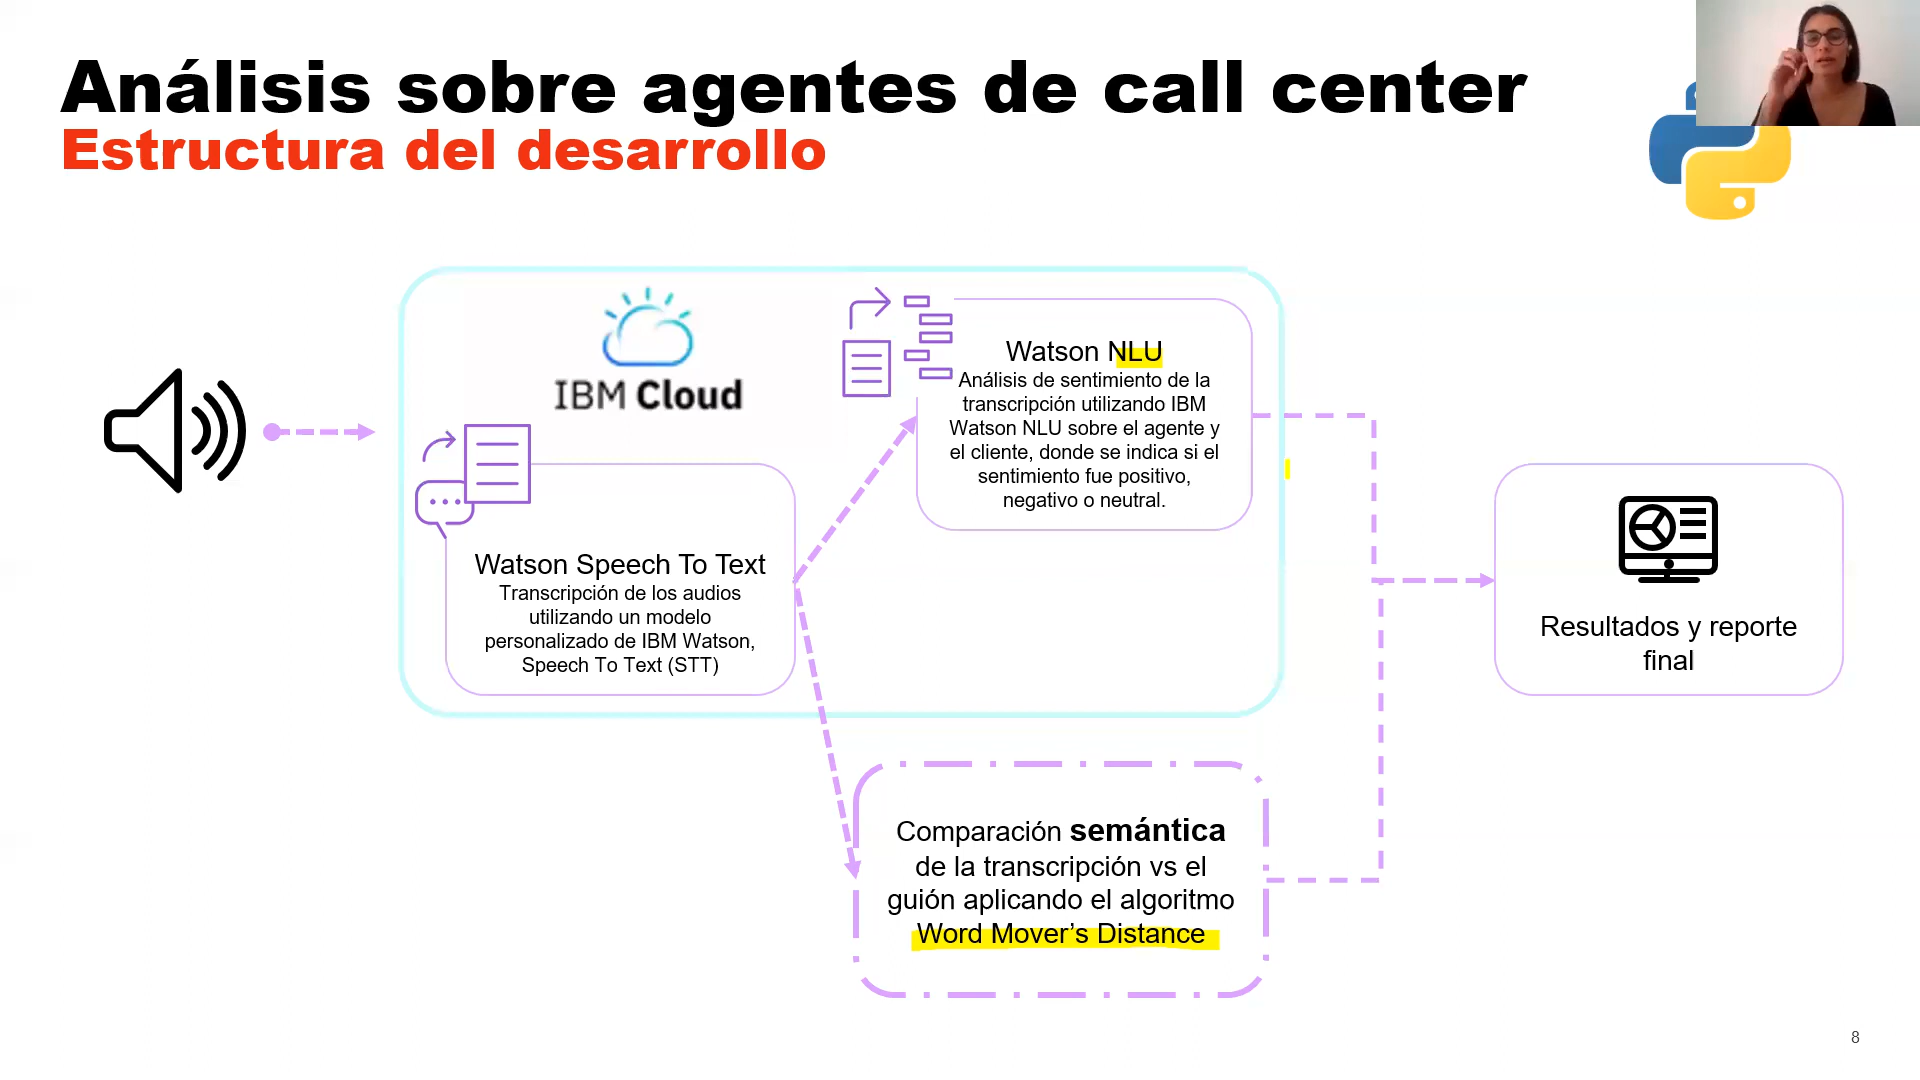 Análisis sobre agentes de call center
Estructura del desarrollo
IBM Cloud
Watson NLU
Análisis de sentimiento de la
transcripción utilizando IBM
Watson NLU sobre el agente y
el cliente, donde se indica si el
sentimiento fue positivo,
negativo o neutral.
Watson Speech To Text
Transcripción de los audios
utilizando un modelo
personalizado de IBM Watson,
Speech To Text (STT)
Resultados y reporte
final
Comparación semántica
de la transcripción vs el
guión aplicando el algoritmo
Word Mover’s Distance
8